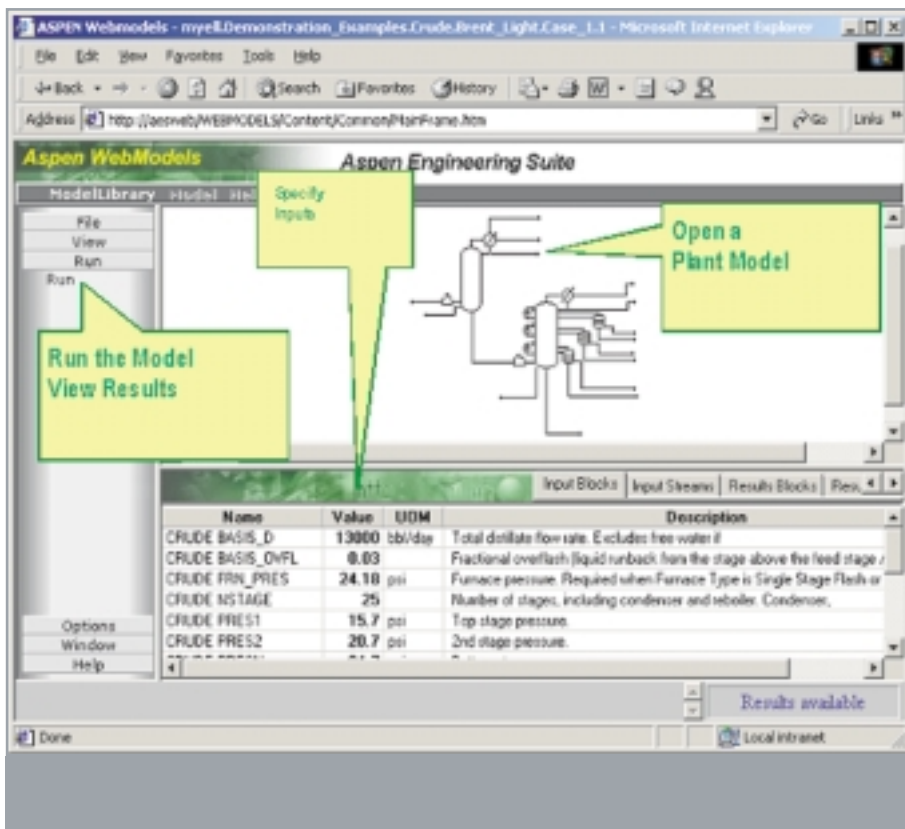 ASPEN Webmodels - myell.Demonstration_Examples.Crude.Brent_Light.Case_1.1 - Microsoft Internet Explorer
File Edit View Favorites Tools Help
Back Search Favorites History
Address http://aesweb/WEBMODELS/Content/Common/MainFrame.htm Go Links
Aspen WebModels Aspen Engineering Suite
ModelLibrary Model
Specify
Inputs
File
View
Run
Run
Open a
Plant Model
Run the Model
View Results
Input Blocks Input Streams Results Blocks
Name Value UOM Description
CRUDE BASIS_D 13000 bbl/day Total distillate flow rate. Excludes free water if
CRUDE BASIS_OVFL 0.03 Fractional overflash (liquid runback from the stage above the feed stage
CRUDE FRN_PRES 24.18 psi Furnace pressure. Required when Furnace Type is Single Stage Flash or
CRUDE NSTAGE 25 Number of stages, including condenser and reboiler. Condenser,
CRUDE PRES1 15.7 psi Top stage pressure.
CRUDE PRES2 20.7 psi 2nd stage pressure.
Options
Window
Help
Results available
Done Local intranet